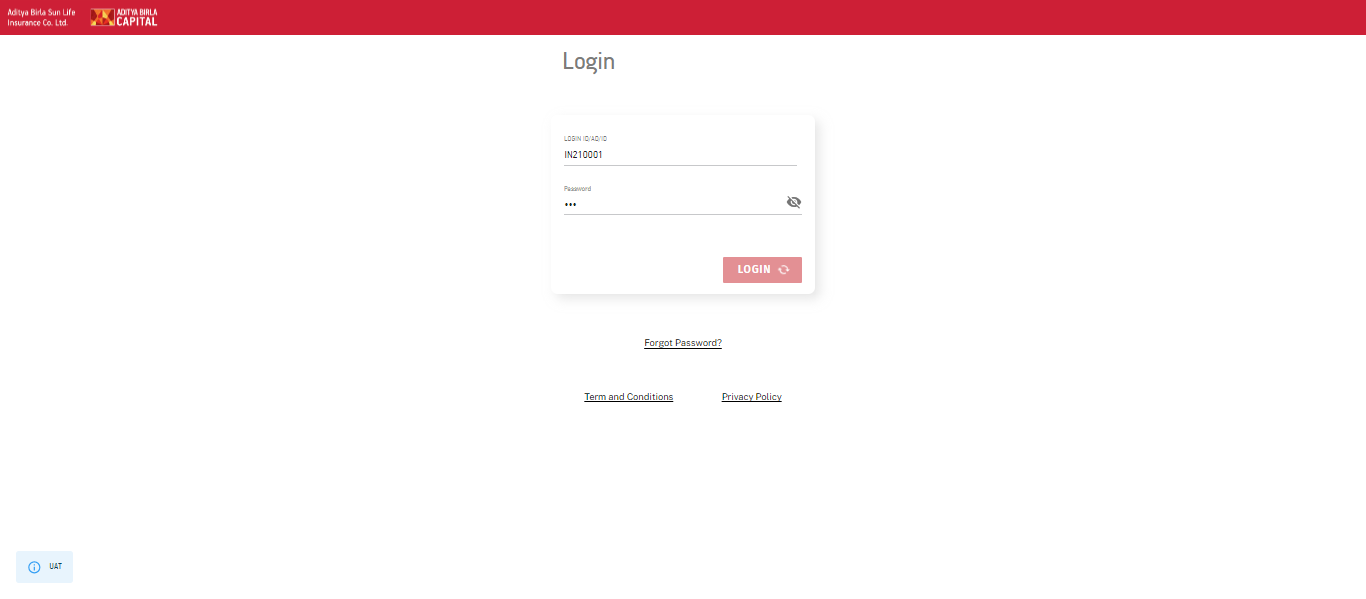 Aditya Birla Sun Life
Insurance Co. Ltd.
ADITYA BIRLA
CAPITAL
Login
LOGIN ID/AD/ID
IN210001
Password
•••
LOGIN
Forgot Password?
Term and Conditions
Privacy Policy
UAT